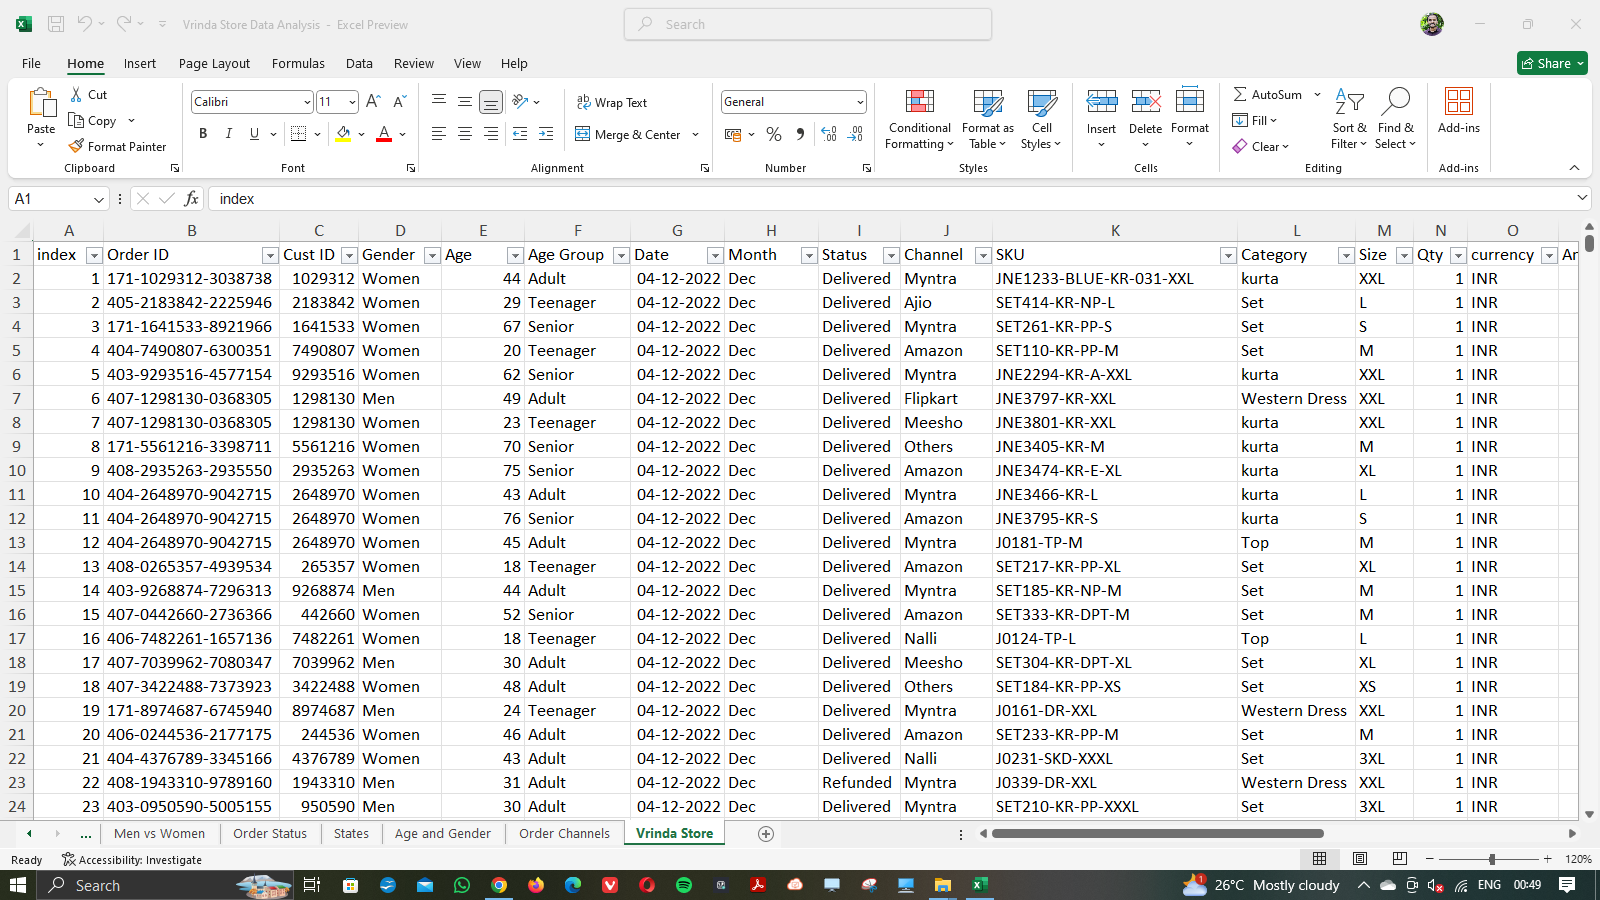 Vrinda Store Data Analysis - Excel Preview
Search
File Home Insert Page Layout Formulas Data Review View Help
Share
Paste
Cut
Copy
Format Painter
Clipboard
Calibri 11
B I U
Font
Wrap Text
Merge & Center
Alignment
General
Number
Conditional Formatting
Format as Table
Cell Styles
Styles
Insert Delete Format
Cells
AutoSum
Fill
Clear
Sort & Filter
Find & Select
Editing
Add-ins
Add-ins
A1 fx index
A B C D E F G H I J K L M N O
1 index Order ID Cust ID Gender Age Age Group Date Month Status Channel SKU Category Size Qty currency
2 1 171-1029312-3038738 1029312 Women 44 Adult 04-12-2022 Dec Delivered Myntra JNE1233-BLUE-KR-031-XXL kurta XXL 1 INR
3 2 405-2183842-2225946 2183842 Women 29 Teenager 04-12-2022 Dec Delivered Ajio SET414-KR-NP-L Set L 1 INR
4 3 171-1641533-8921966 1641533 Women 67 Senior 04-12-2022 Dec Delivered Myntra SET261-KR-PP-S Set S 1 INR
5 4 404-7490807-6300351 7490807 Women 20 Teenager 04-12-2022 Dec Delivered Amazon SET110-KR-PP-M Set M 1 INR
6 5 403-9293516-4577154 9293516 Women 62 Senior 04-12-2022 Dec Delivered Myntra JNE2294-KR-A-XXL kurta XXL 1 INR
7 6 407-1298130-0368305 1298130 Men 49 Adult 04-12-2022 Dec Delivered Flipkart JNE3797-KR-XXL Western Dress XXL 1 INR
8 7 407-1298130-0368305 1298130 Women 23 Teenager 04-12-2022 Dec Delivered Meesho JNE3801-KR-XXL kurta XXL 1 INR
9 8 171-5561216-3398711 5561216 Women 70 Senior 04-12-2022 Dec Delivered Others JNE3405-KR-M kurta M 1 INR
10 9 408-2935263-2935550 2935263 Women 75 Senior 04-12-2022 Dec Delivered Amazon JNE3474-KR-E-XL kurta XL 1 INR
11 10 404-2648970-9042715 2648970 Women 43 Adult 04-12-2022 Dec Delivered Myntra JNE3466-KR-L kurta L 1 INR
12 11 404-2648970-9042715 2648970 Women 76 Senior 04-12-2022 Dec Delivered Amazon JNE3795-KR-S kurta S 1 INR
13 12 404-2648970-9042715 2648970 Women 45 Adult 04-12-2022 Dec Delivered Myntra J0181-TP-M Top M 1 INR
14 13 408-0265357-4939534 265357 Women 18 Teenager 04-12-2022 Dec Delivered Amazon SET217-KR-PP-XL Set XL 1 INR
15 14 403-9268874-7296313 9268874 Men 44 Adult 04-12-2022 Dec Delivered Myntra SET185-KR-NP-M Set M 1 INR
16 15 407-0442660-2736366 442660 Women 52 Senior 04-12-2022 Dec Delivered Amazon SET333-KR-DPT-M Set M 1 INR
17 16 406-7482261-1657136 7482261 Women 18 Teenager 04-12-2022 Dec Delivered Nalli J0124-TP-L Top L 1 INR
18 17 407-7039962-7080347 7039962 Men 30 Adult 04-12-2022 Dec Delivered Meesho SET304-KR-DPT-XL Set XL 1 INR
19 18 407-3422488-7373923 3422488 Women 48 Adult 04-12-2022 Dec Delivered Others SET184-KR-PP-XS Set XS 1 INR
20 19 171-8974687-6745940 8974687 Men 24 Teenager 04-12-2022 Dec Delivered Myntra J0161-DR-XXL Western Dress XXL 1 INR
21 20 406-0244536-2177175 244536 Women 46 Adult 04-12-2022 Dec Delivered Amazon SET233-KR-PP-M Set M 1 INR
22 21 404-4376789-3345166 4376789 Women 43 Adult 04-12-2022 Dec Delivered Nalli J0231-SKD-XXXL Set 3XL 1 INR
23 22 408-1943310-9789160 1943310 Men 31 Adult 04-12-2022 Dec Refunded Myntra J0339-DR-XXL Western Dress XXL 1 INR
24 23 403-0950590-5005155 950590 Men 30 Adult 04-12-2022 Dec Delivered Myntra SET210-KR-PP-XXXL Set 3XL 1 INR
... Men vs Women Order Status States Age and Gender Order Channels Vrinda Store
Ready Accessibility: Investigate 120%
Search 26°C Mostly cloudy ENG 00:49